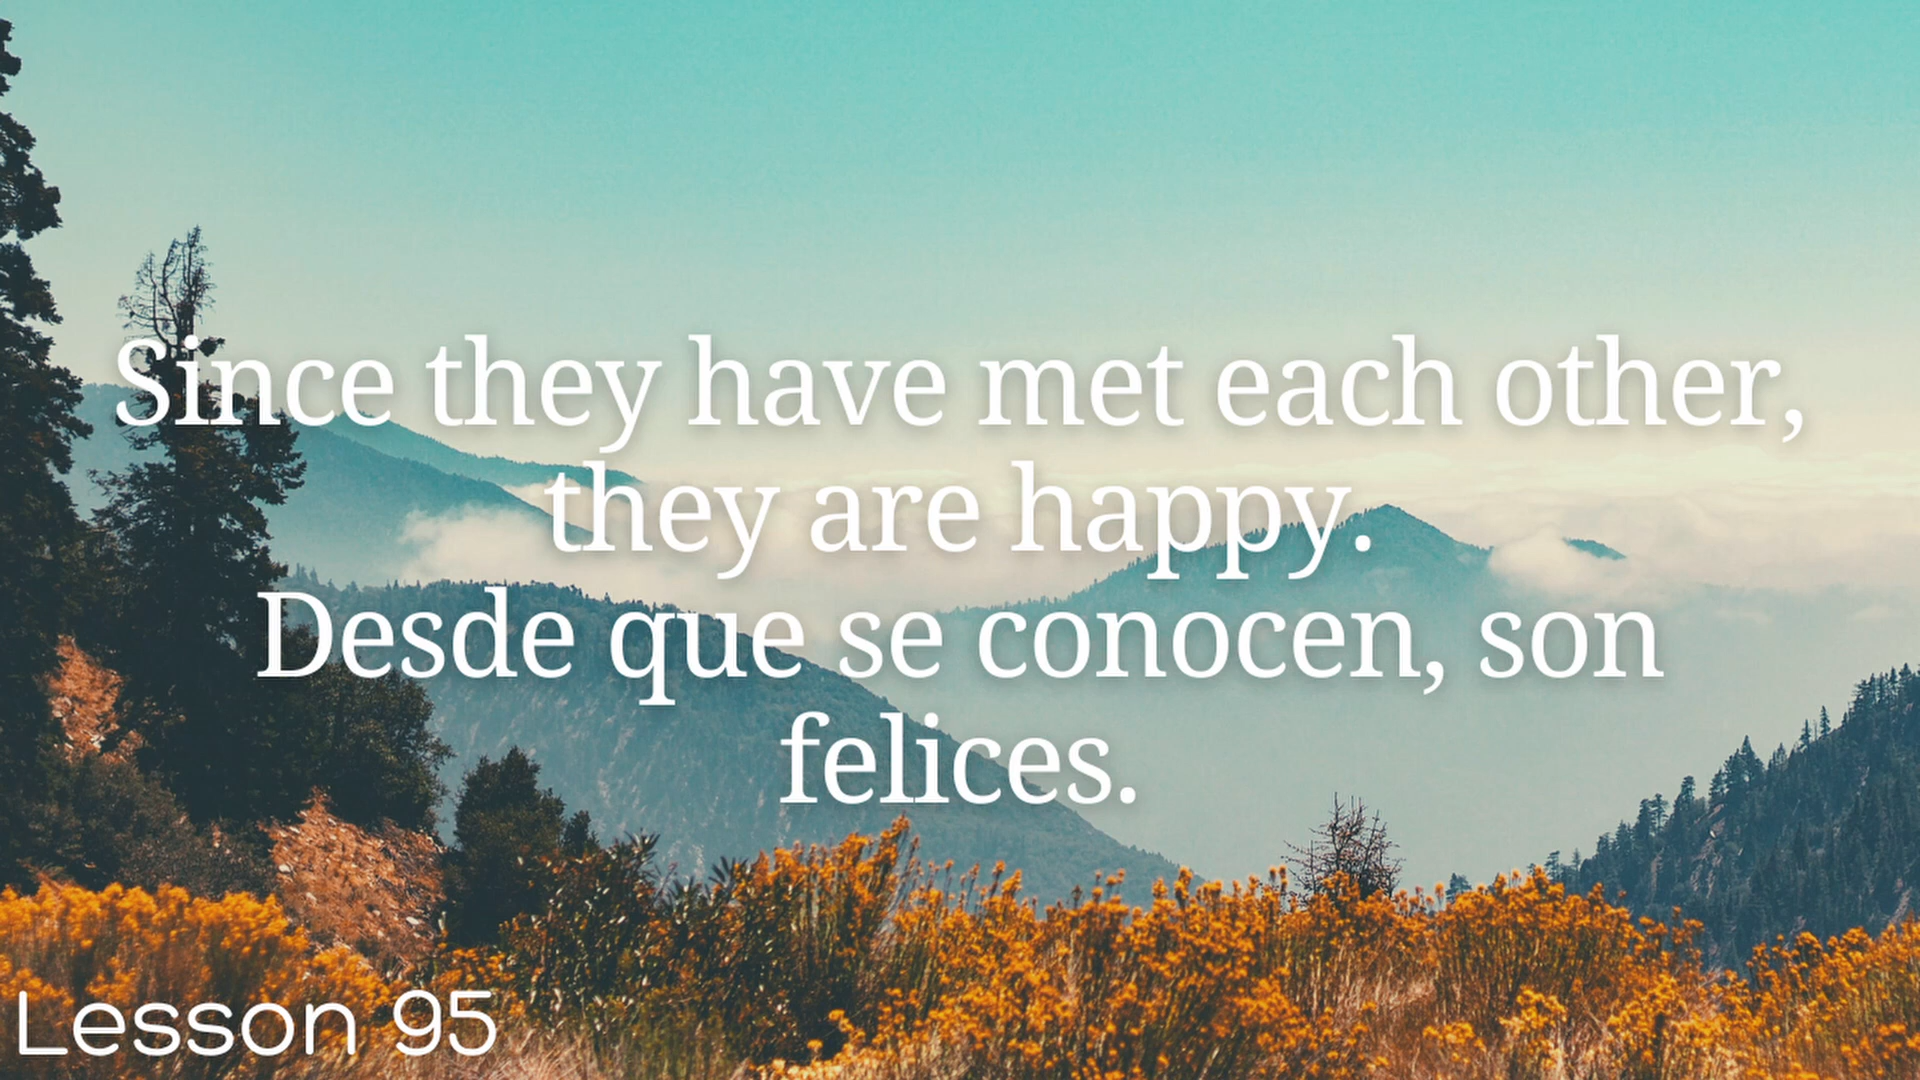 Since they have met each other,
they are happy.
Desde que se conocen, son
felices.
Lesson 95